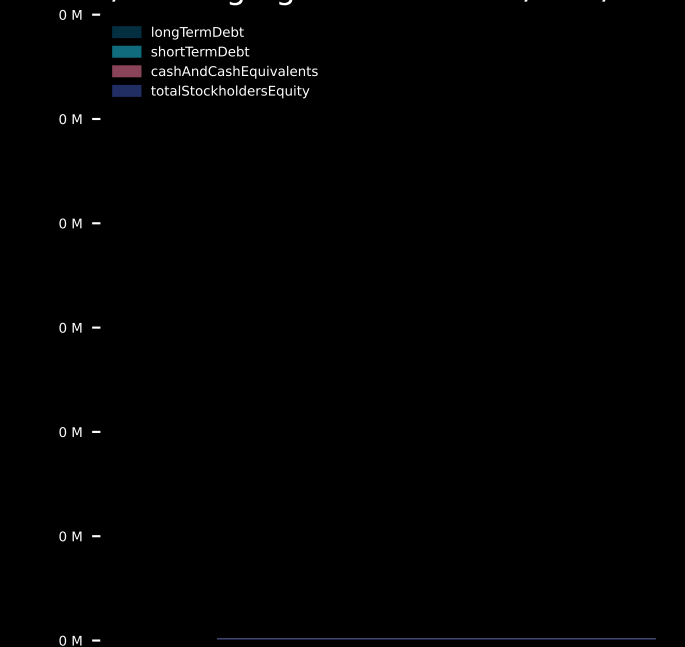 0 M
longTermDebt
shortTermDebt
cashAndCashEquivalents
totalStockholdersEquity
0 M
0 M
0 M
0 M
0 M
0 M